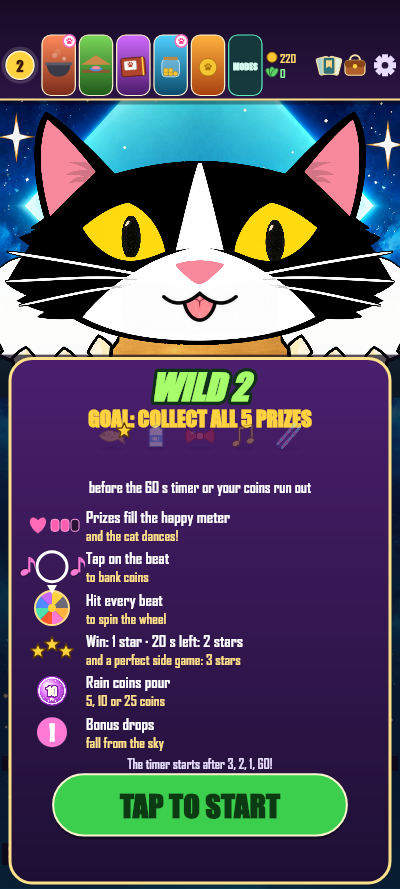 2
MODES
220
0
WILD 2
GOAL: COLLECT ALL 5 PRIZES
before the 60 s timer or your coins run out
Prizes fill the happy meter
and the cat dances!
Tap on the beat
to bank coins
Hit every beat
to spin the wheel
Win: 1 star · 20 s left: 2 stars
and a perfect side game: 3 stars
10
Rain coins pour
5, 10 or 25 coins
!
Bonus drops
fall from the sky
The timer starts after 3, 2, 1, GO!
TAP TO START